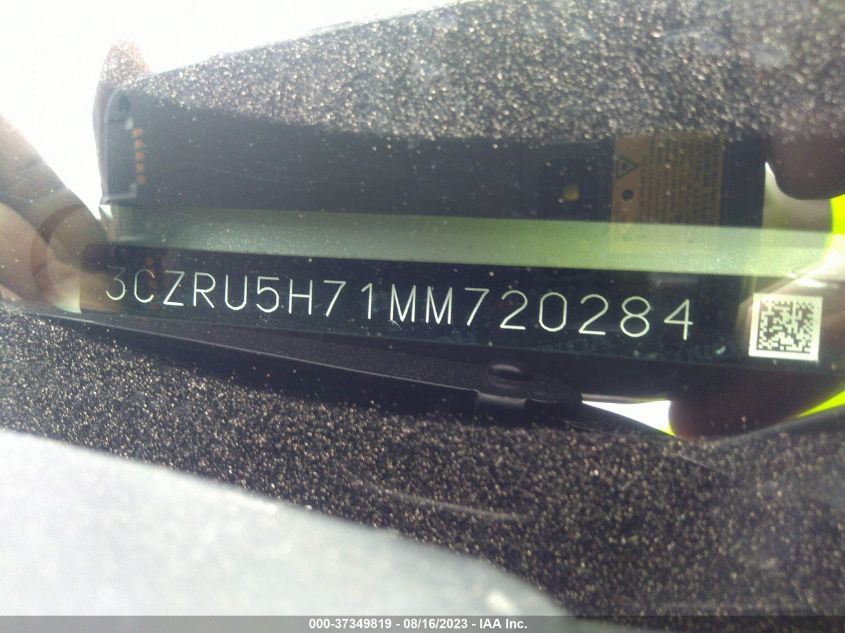 3CZRU5H71MM720284
000-37349819 - 08/16/2023 - IAA Inc.